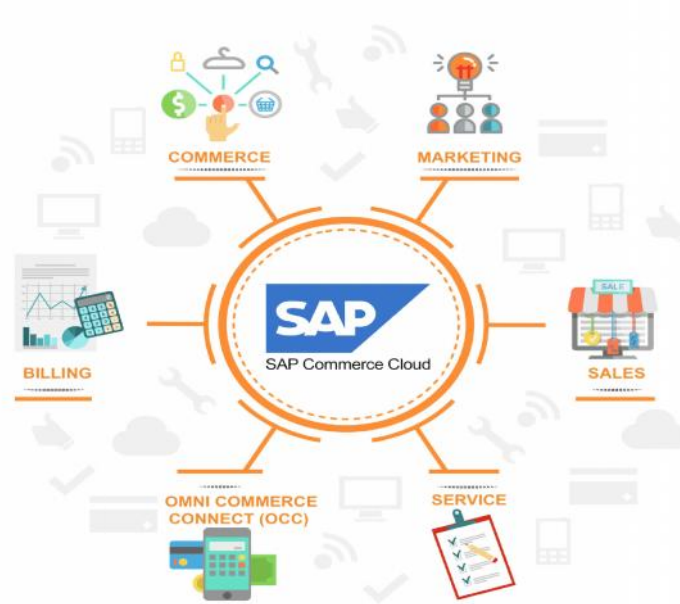 COMMERCE
MARKETING
SALE
SAP
SAP Commerce Cloud
BILLING
SALES
OMNI COMMERCE
CONNECT (OCC)
SERVICE